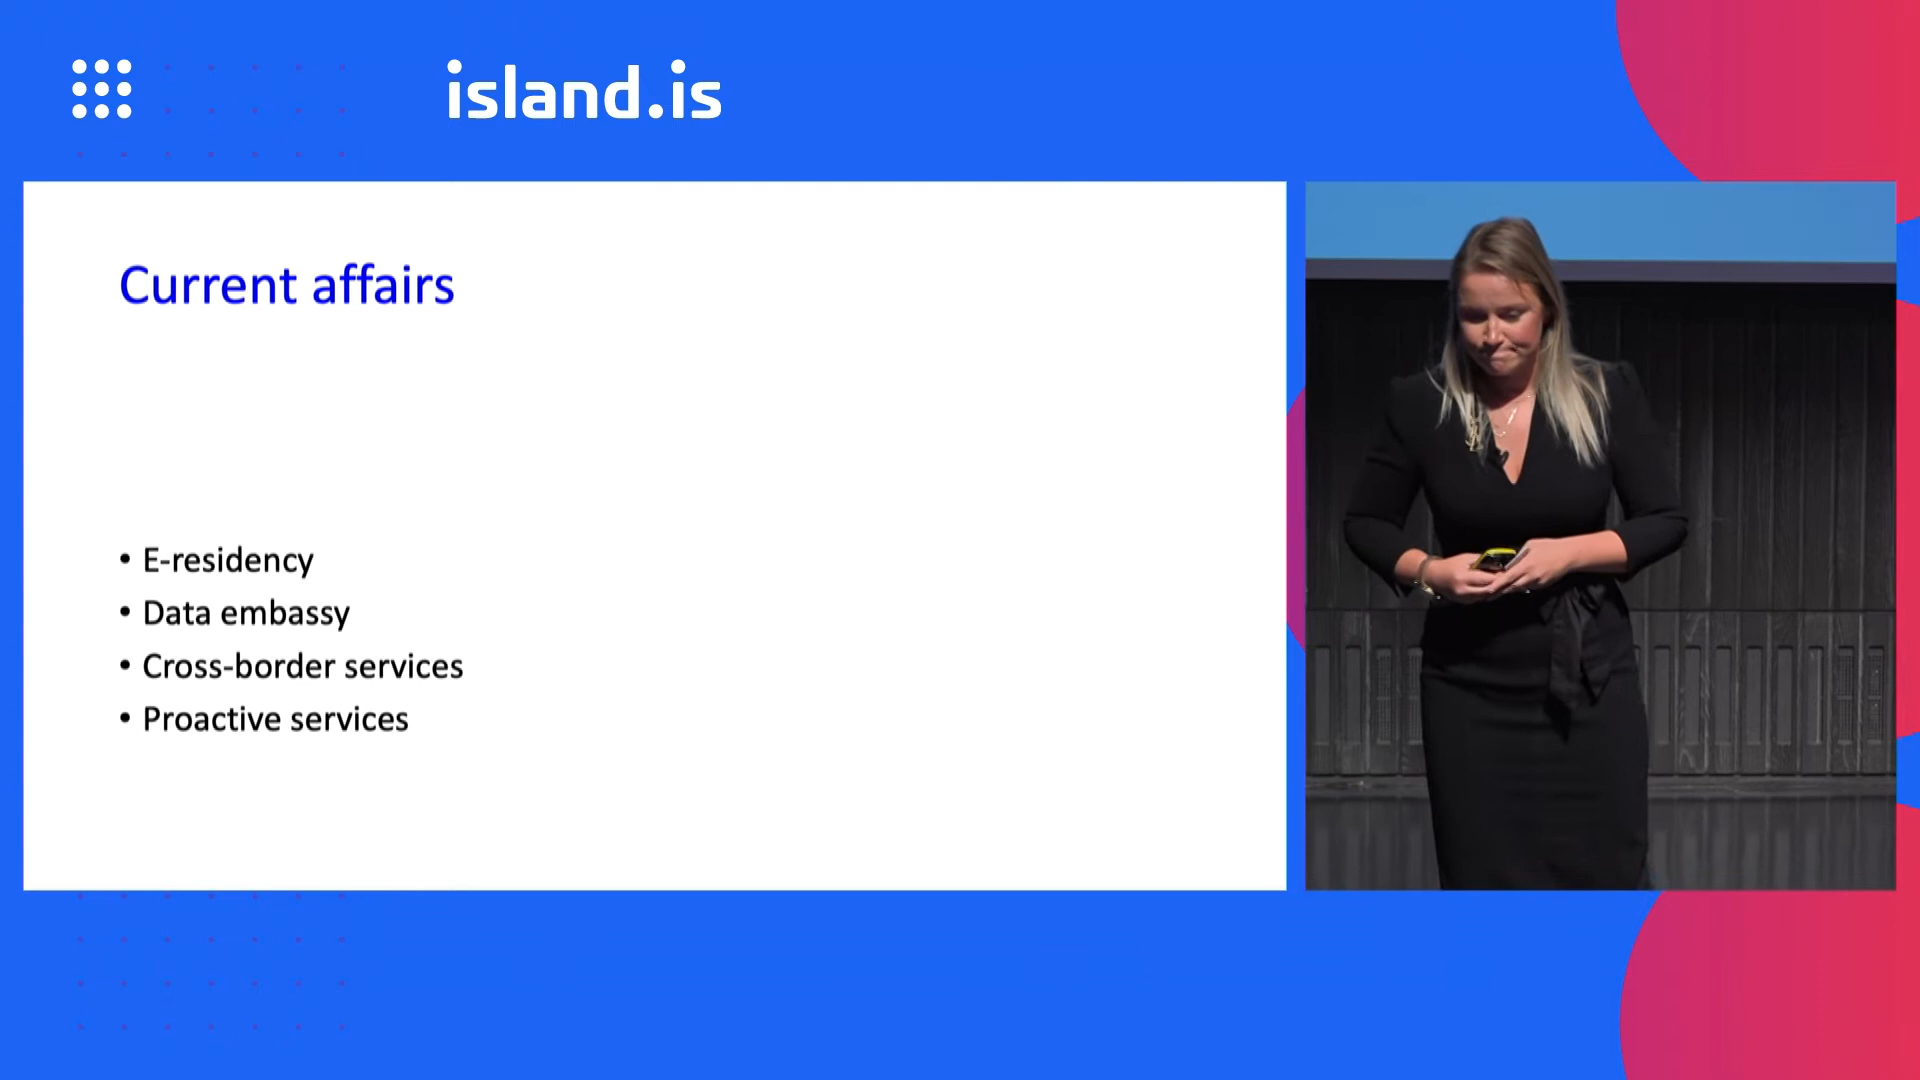 island.is
Current affairs
• E-residency
• Data embassy
• Cross-border services
• Proactive services